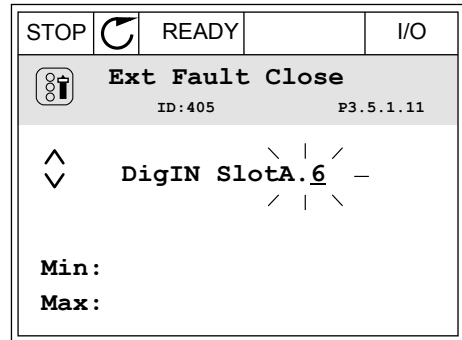 STOP READY I/O
Ext Fault Close
ID:405 P3.5.1.11
DigIN SlotA.6
Min:
Max: